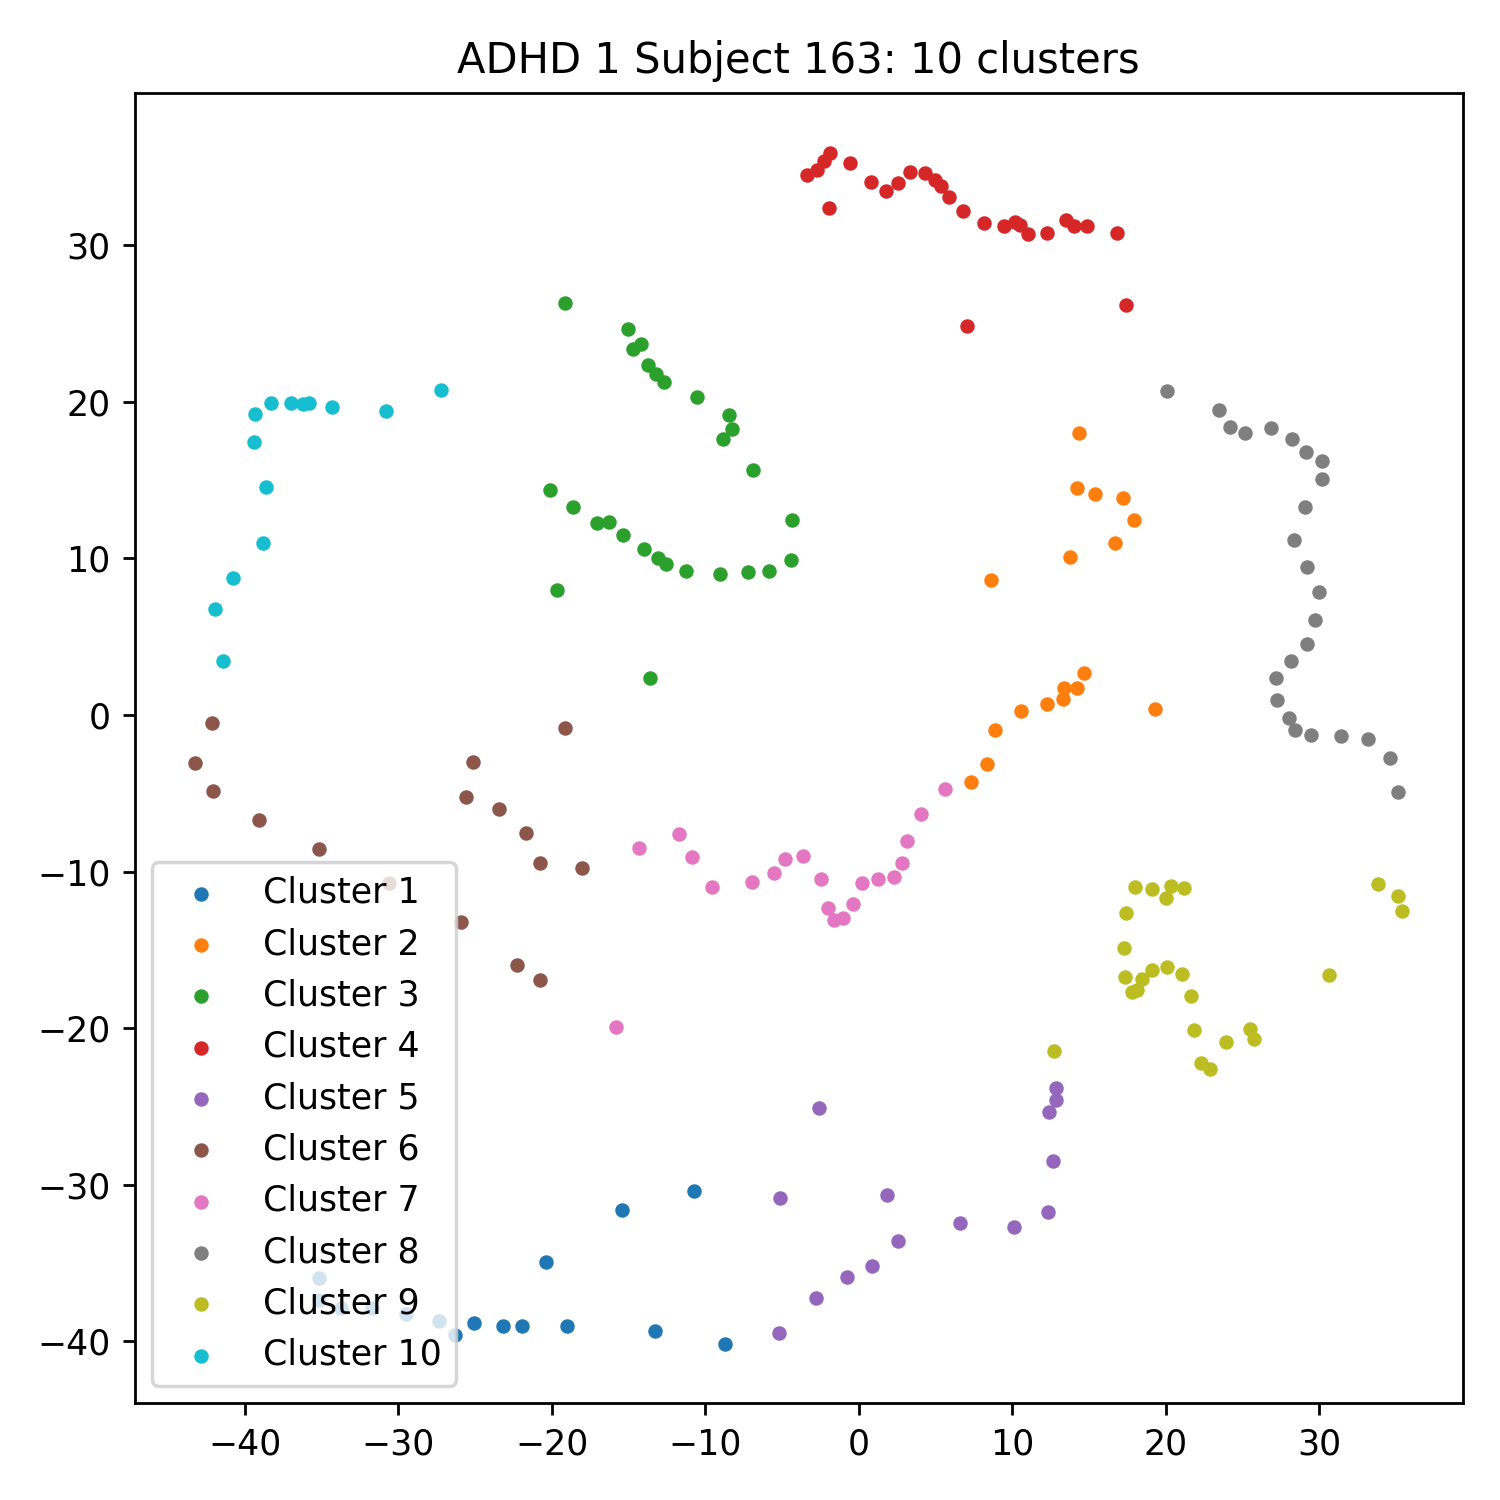 ADHD 1 Subject 163: 10 clusters
30
20
10
0
−10
−20
−30
−40
Cluster 1
Cluster 2
Cluster 3
Cluster 4
Cluster 5
Cluster 6
Cluster 7
Cluster 8
Cluster 9
Cluster 10
−40 −30 −20 −10 0 10 20 30